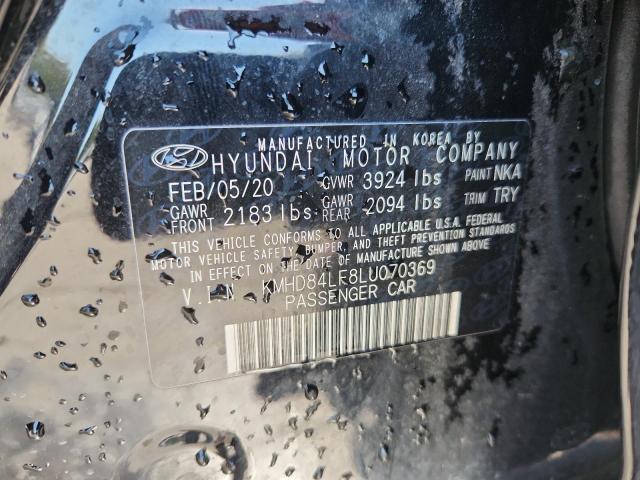 MANUFACTURED IN KOREA BY
HYUNDAI MOTOR COMPANY
FEB/05/20 GVWR 3924 lbs PAINT NKA
GAWR FRONT 2183 lbs GAWR REAR 2094 lbs TRIM TRY
THIS VEHICLE CONFORMS TO ALL APPLICABLE U.S.A. FEDERAL
MOTOR VEHICLE SAFETY, BUMPER, AND THEFT PREVENTION STANDARDS
IN EFFECT ON THE DATE OF MANUFACTURE SHOWN ABOVE.
V.I.N KMHD84LF8LU070369
PASSENGER CAR